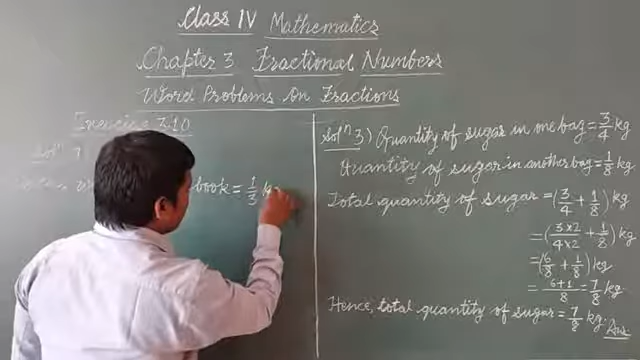 Class IV Mathematics
Chapter 3 Fractional Numbers
Word Problems On Fractions
Exercise 3.10
Solⁿ
book = 1/3 k
Solⁿ 3) Quantity of sugar in one bag = 3/4 kg
Quantity of sugar in another bag = 1/8 kg.
Total quantity of sugar = (3/4 + 1/8) kg
= (3×2/4×2 + 1/8) kg
= (6/8 + 1/8) kg
= 6+1/8 = 7/8 kg
Hence, total quantity of sugar = 7/8 kg. Ans